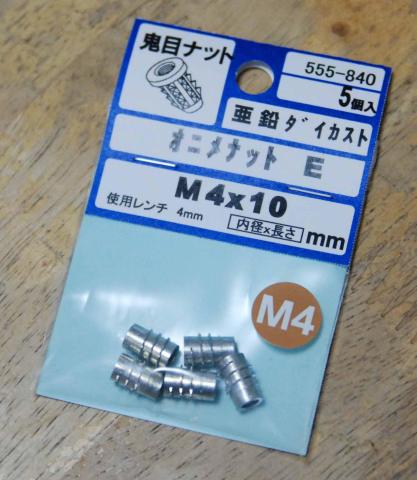 鬼目ナット
555-840
5個入
亜鉛ダイカスト
オニメナット E
M4x10
使用レンチ 4mm
内径x長さ mm
M4